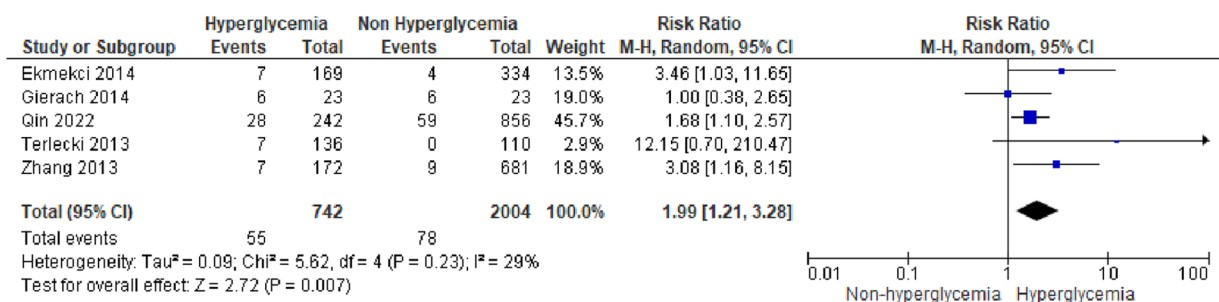 Hyperglycemia Non Hyperglycemia Risk Ratio Risk Ratio
Study or Subgroup Events Total Events Total Weight M-H, Random, 95% CI M-H, Random, 95% CI
Ekmekci 2014 7 169 4 334 13.5% 3.46 [1.03, 11.65]
Gierach 2014 6 23 6 23 19.0% 1.00 [0.38, 2.65]
Qin 2022 28 242 59 856 45.7% 1.68 [1.10, 2.57]
Terlecki 2013 7 136 0 110 2.9% 12.15 [0.70, 210.47]
Zhang 2013 7 172 9 681 18.9% 3.08 [1.16, 8.15]
Total (95% CI) 742 2004 100.0% 1.99 [1.21, 3.28]
Total events 55 78
Heterogeneity: Tau² = 0.09; Chi² = 5.62, df = 4 (P = 0.23); I² = 29%
Test for overall effect: Z = 2.72 (P = 0.007)
0.01 0.1 1 10 100
Non-hyperglycemia Hyperglycemia